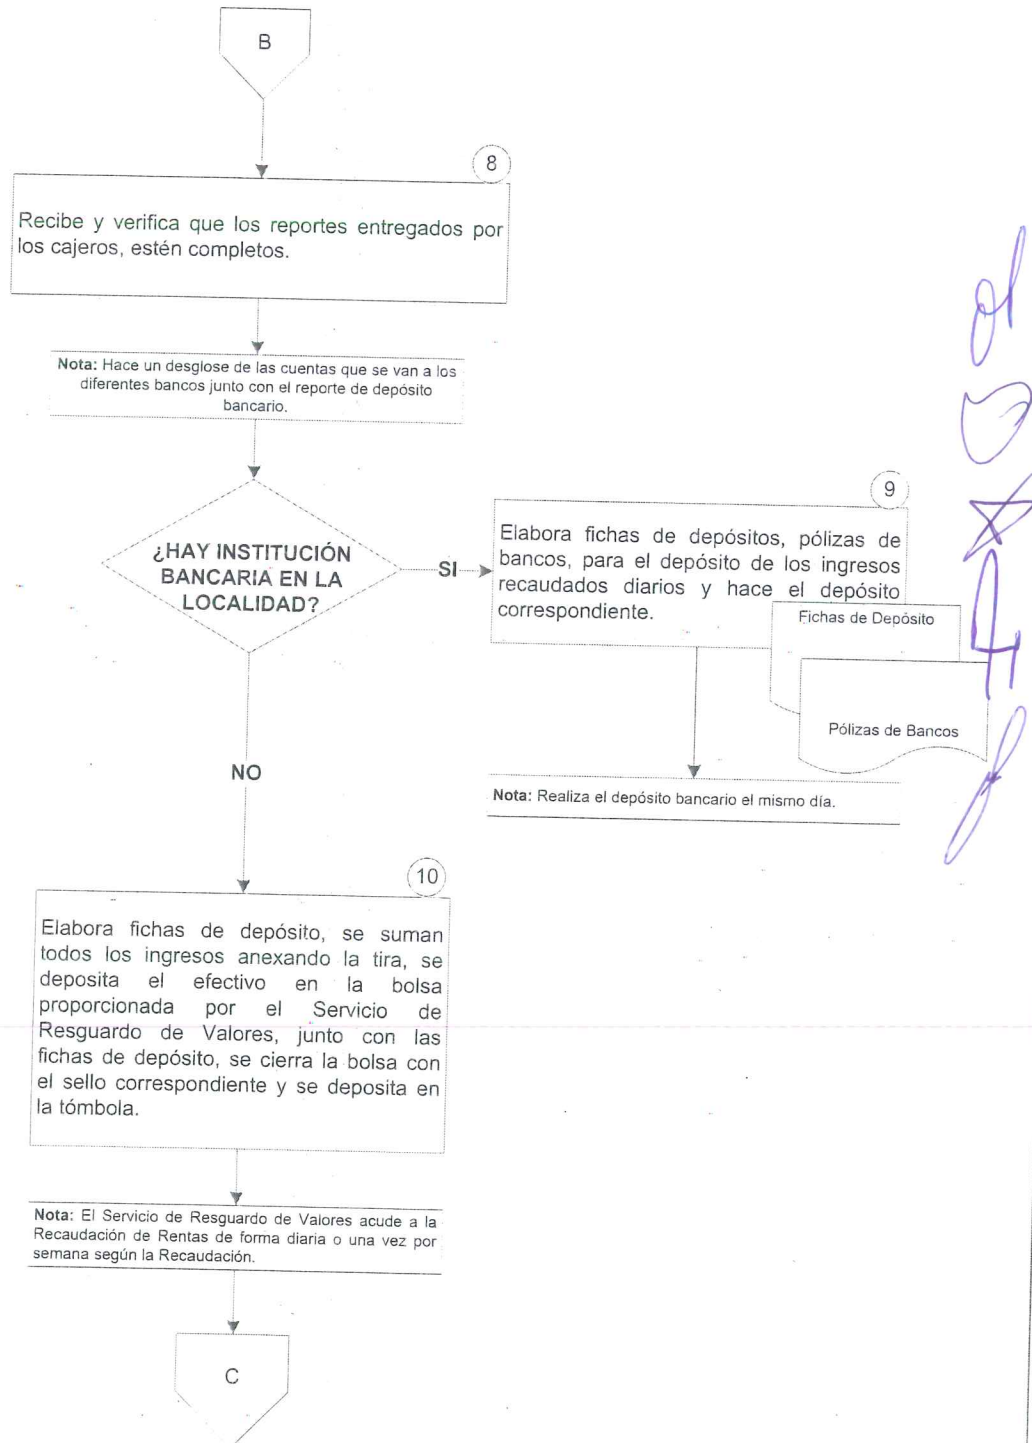 B
8
Recibe y verifica que los reportes entregados por
los cajeros, estén completos.
Nota: Hace un desglose de las cuentas que se van a los
diferentes bancos junto con el reporte de depósito
bancario.
¿HAY INSTITUCIÓN
BANCARIA EN LA
LOCALIDAD?
SI
9
Elabora fichas de depósitos, pólizas de
bancos, para el depósito de los ingresos
recaudados diarios y hace el depósito
correspondiente.
Fichas de Depósito
Pólizas de Bancos
Nota: Realiza el depósito bancario el mismo día.
NO
10
Elabora fichas de depósito, se suman
todos los ingresos anexando la tira, se
deposita el efectivo en la bolsa
proporcionada por el Servicio de
Resguardo de Valores, junto con las
fichas de depósito, se cierra la bolsa con
el sello correspondiente y se deposita en
la tómbola.
Nota: El Servicio de Resguardo de Valores acude a la
Recaudación de Rentas de forma diaria o una vez por
semana según la Recaudación.
C